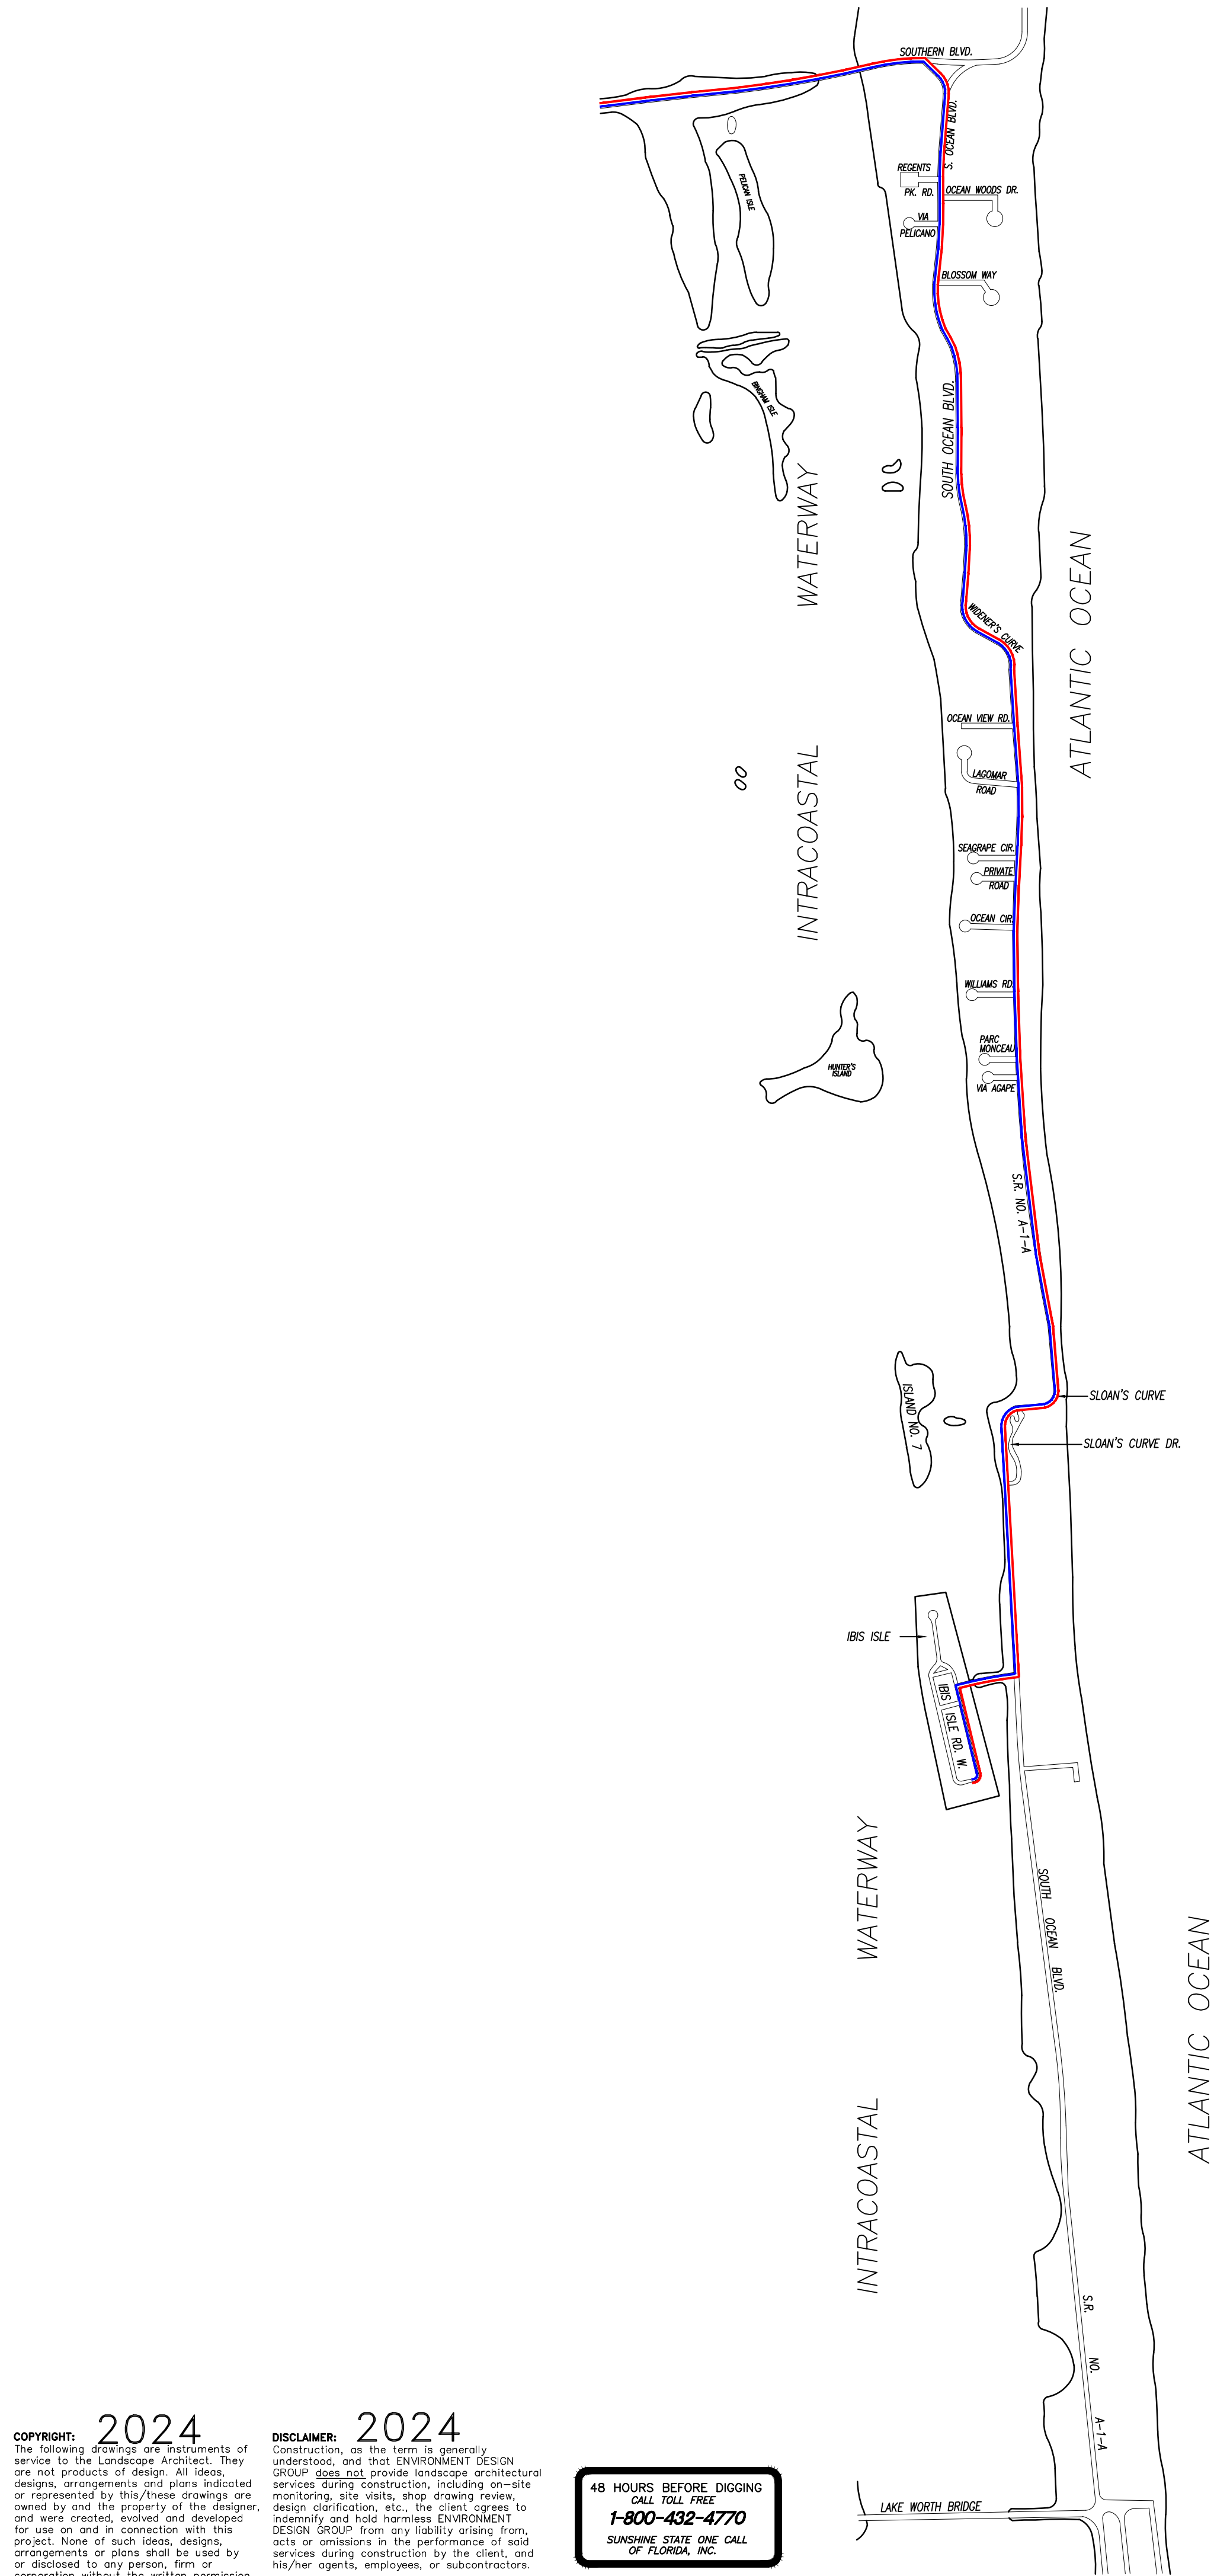 SOUTHERN BLVD.
S. OCEAN BLVD.
REGENTS
PK. RD.
OCEAN WOODS DR.
PELICAN ISLE
VIA
PELICANO
BLOSSOM WAY
BINGHAM ISLE
SOUTH OCEAN BLVD.
WATERWAY
ATLANTIC OCEAN
WIDENER'S CURVE
OCEAN VIEW RD.
LAGOMAR
ROAD
INTRACOASTAL
SEAGRAPE CIR.
PRIVATE
ROAD
OCEAN CIR.
WILLIAMS RD.
PARC
MONCEAU
HUNTER'S
ISLAND
VIA AGAPE
S.R. NO. A-1-A
SLOAN'S CURVE
ISLAND NO. 7
SLOAN'S CURVE DR.
IBIS ISLE
IBIS ISLE RD. W.
WATERWAY
SOUTH OCEAN BLVD.
ATLANTIC OCEAN
INTRACOASTAL
S.R. NO. A-1-A
LAKE WORTH BRIDGE
COPYRIGHT: 2024
The following drawings are instruments of
service to the Landscape Architect. They
are not products of design. All ideas,
designs, arrangements and plans indicated
or represented by this/these drawings are
owned by and the property of the designer,
and were created, evolved and developed
for use on and in connection with this
project. None of such ideas, designs,
arrangements or plans shall be used by
or disclosed to any person, firm or
corporation without the written permission
DISCLAIMER: 2024
Construction, as the term is generally
understood, and that ENVIRONMENT DESIGN
GROUP does not provide landscape architectural
services during construction, including on-site
monitoring, site visits, shop drawing review,
design clarification, etc., the client agrees to
indemnify and hold harmless ENVIRONMENT
DESIGN GROUP from any liability arising from,
acts or omissions in the performance of said
services during construction by the client, and
his/her agents, employees, or subcontractors.
48 HOURS BEFORE DIGGING
CALL TOLL FREE
1-800-432-4770
SUNSHINE STATE ONE CALL
OF FLORIDA, INC.